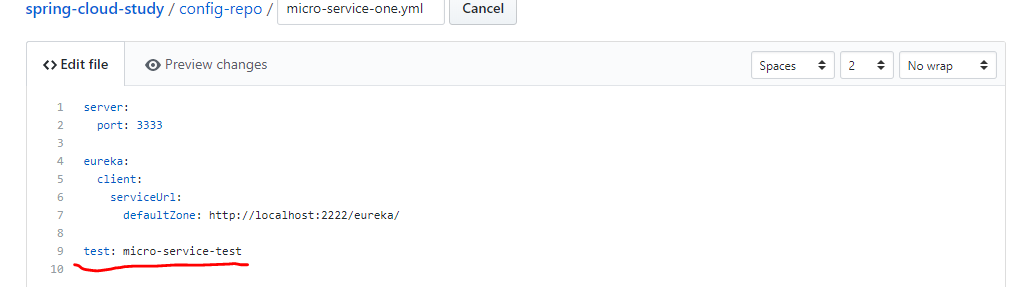 spring-cloud-study / config-repo / micro-service-one.yml Cancel
<> Edit file Preview changes Spaces 2 No wrap
1 server:
2 port: 3333
3
4 eureka:
5 client:
6 serviceUrl:
7 defaultZone: http://localhost:2222/eureka/
8
9 test: micro-service-test
10